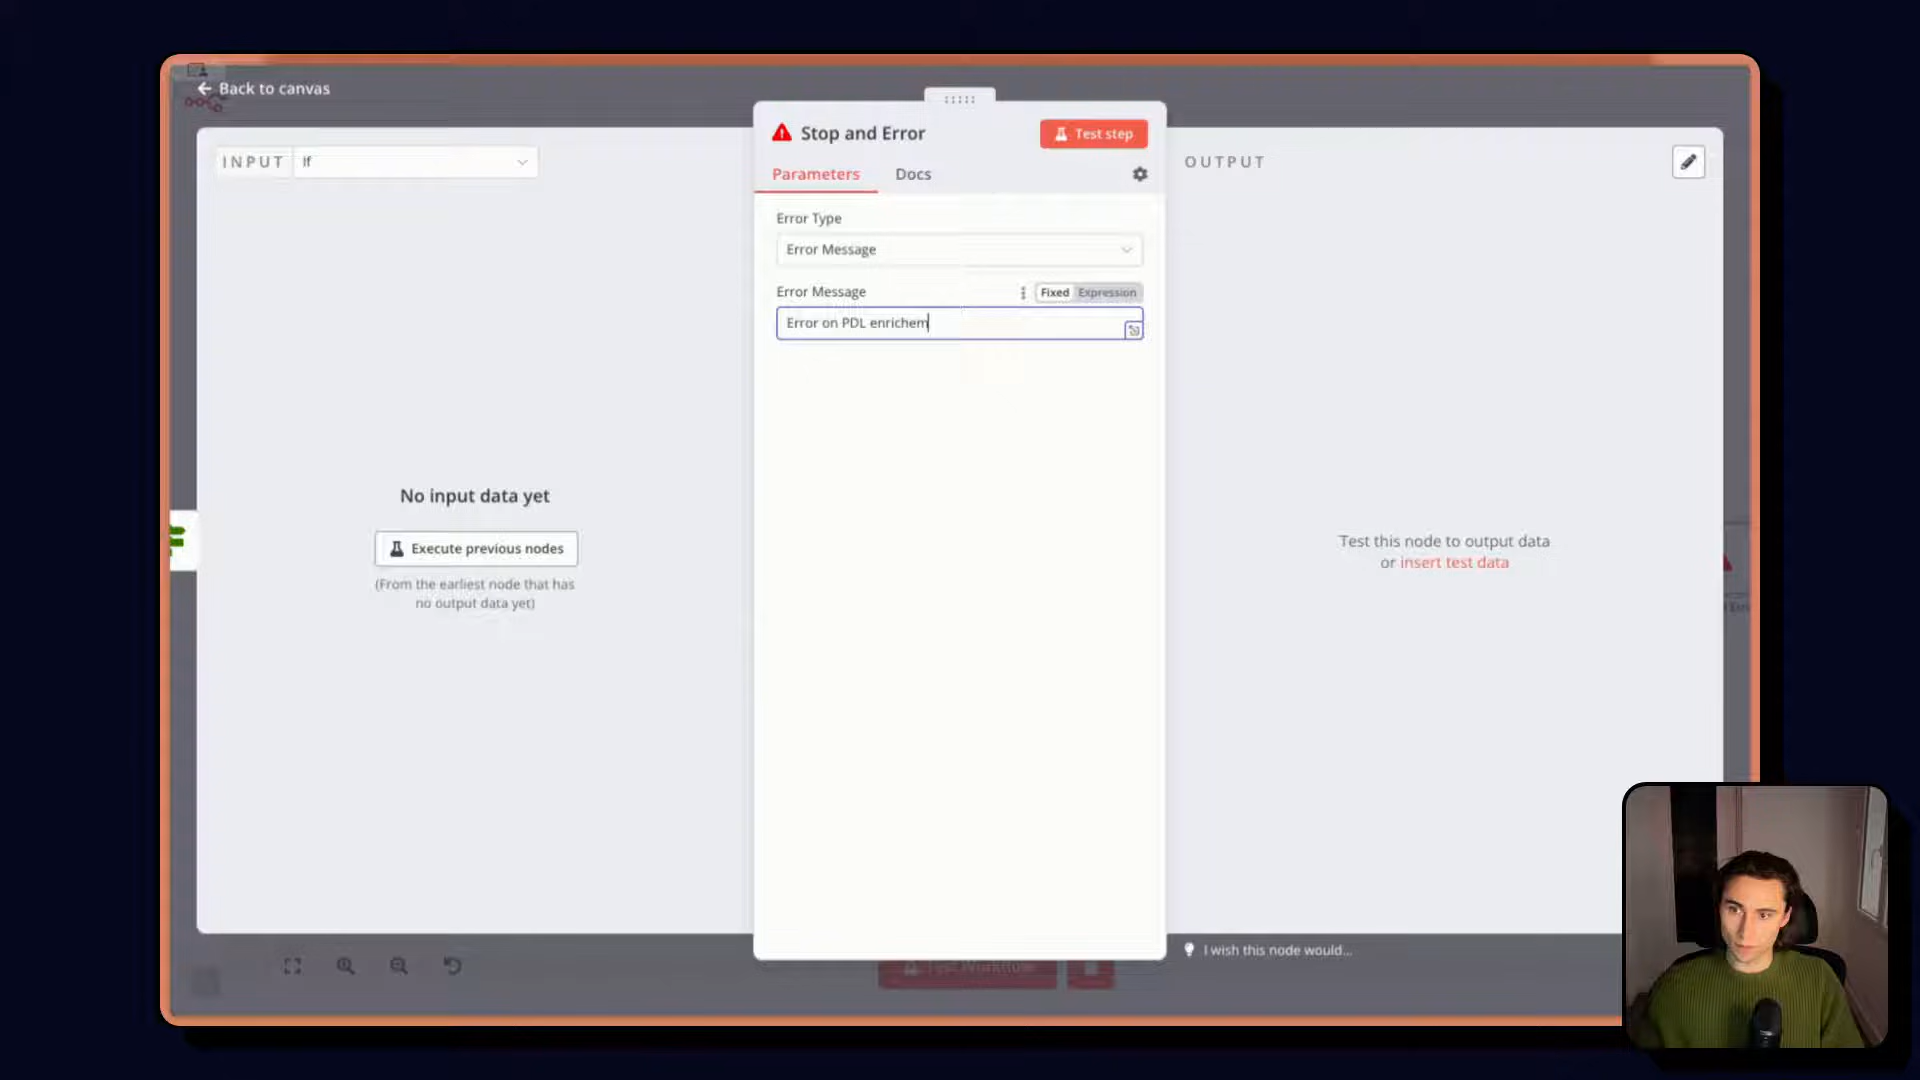 Back to canvas
INPUT
If
No input data yet
Execute previous nodes
(From the earliest node that has
no output data yet)
Stop and Error
Test step
Parameters
Docs
Error Type
Error Message
Error Message
Fixed
Expression
Error on PDL enrichem
OUTPUT
Test this node to output data
or insert test data
I wish this node would...
Test Workflow